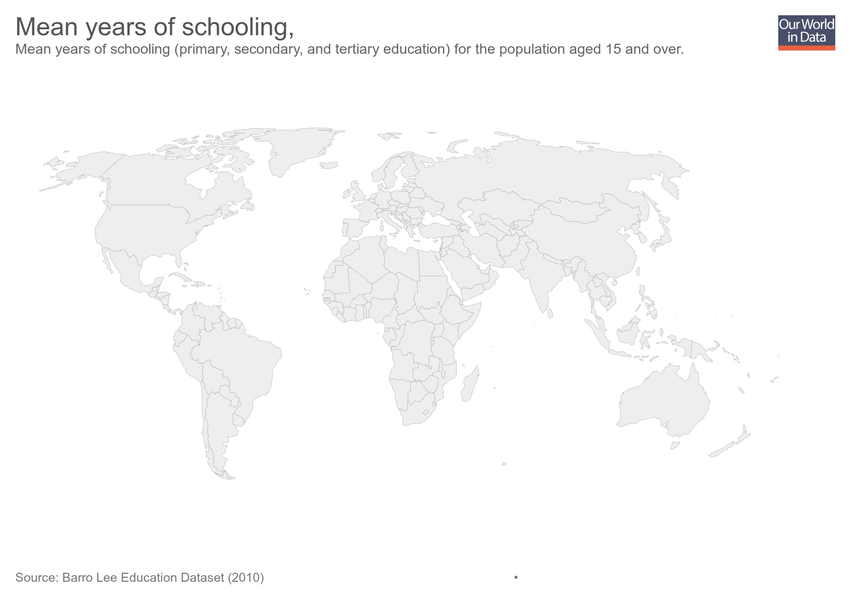 Mean years of schooling,
Mean years of schooling (primary, secondary, and tertiary education) for the population aged 15 and over.
Our World
in Data
Source: Barro Lee Education Dataset (2010)
•